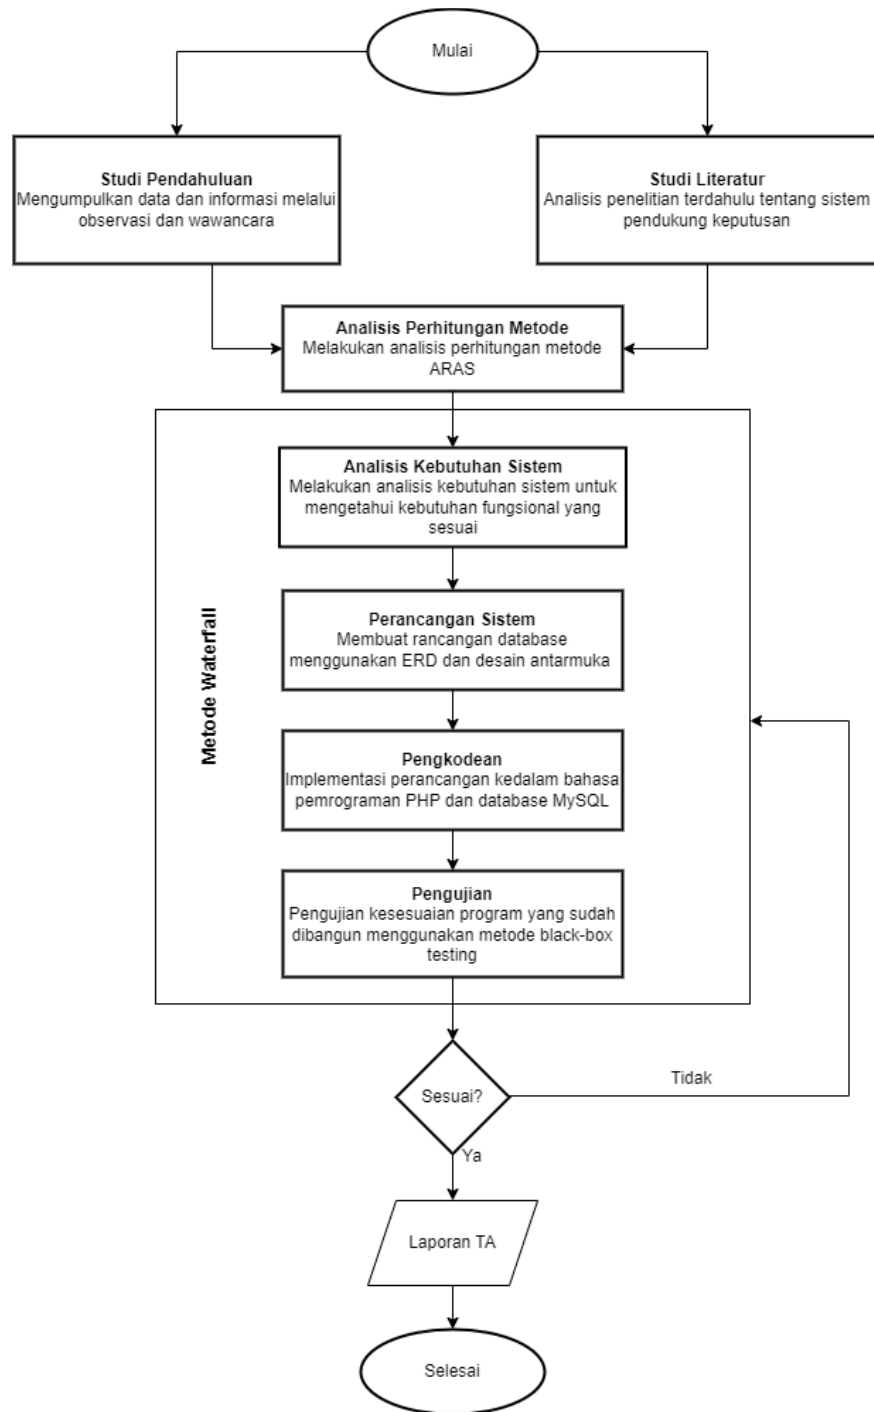 Mulai
Studi Pendahuluan
Mengumpulkan data dan informasi melalui
observasi dan wawancara
Studi Literatur
Analisis penelitian terdahulu tentang sistem
pendukung keputusan
Analisis Perhitungan Metode
Melakukan analisis perhitungan metode
ARAS
Metode Waterfall
Analisis Kebutuhan Sistem
Melakukan analisis kebutuhan sistem untuk
mengetahui kebutuhan fungsional yang
sesuai
Perancangan Sistem
Membuat rancangan database
menggunakan ERD dan desain antarmuka
Pengkodean
Implementasi perancangan kedalam bahasa
pemrograman PHP dan database MySQL
Pengujian
Pengujian kesesuaian program yang sudah
dibangun menggunakan metode black-box
testing
Sesuai?
Tidak
Ya
Laporan TA
Selesai